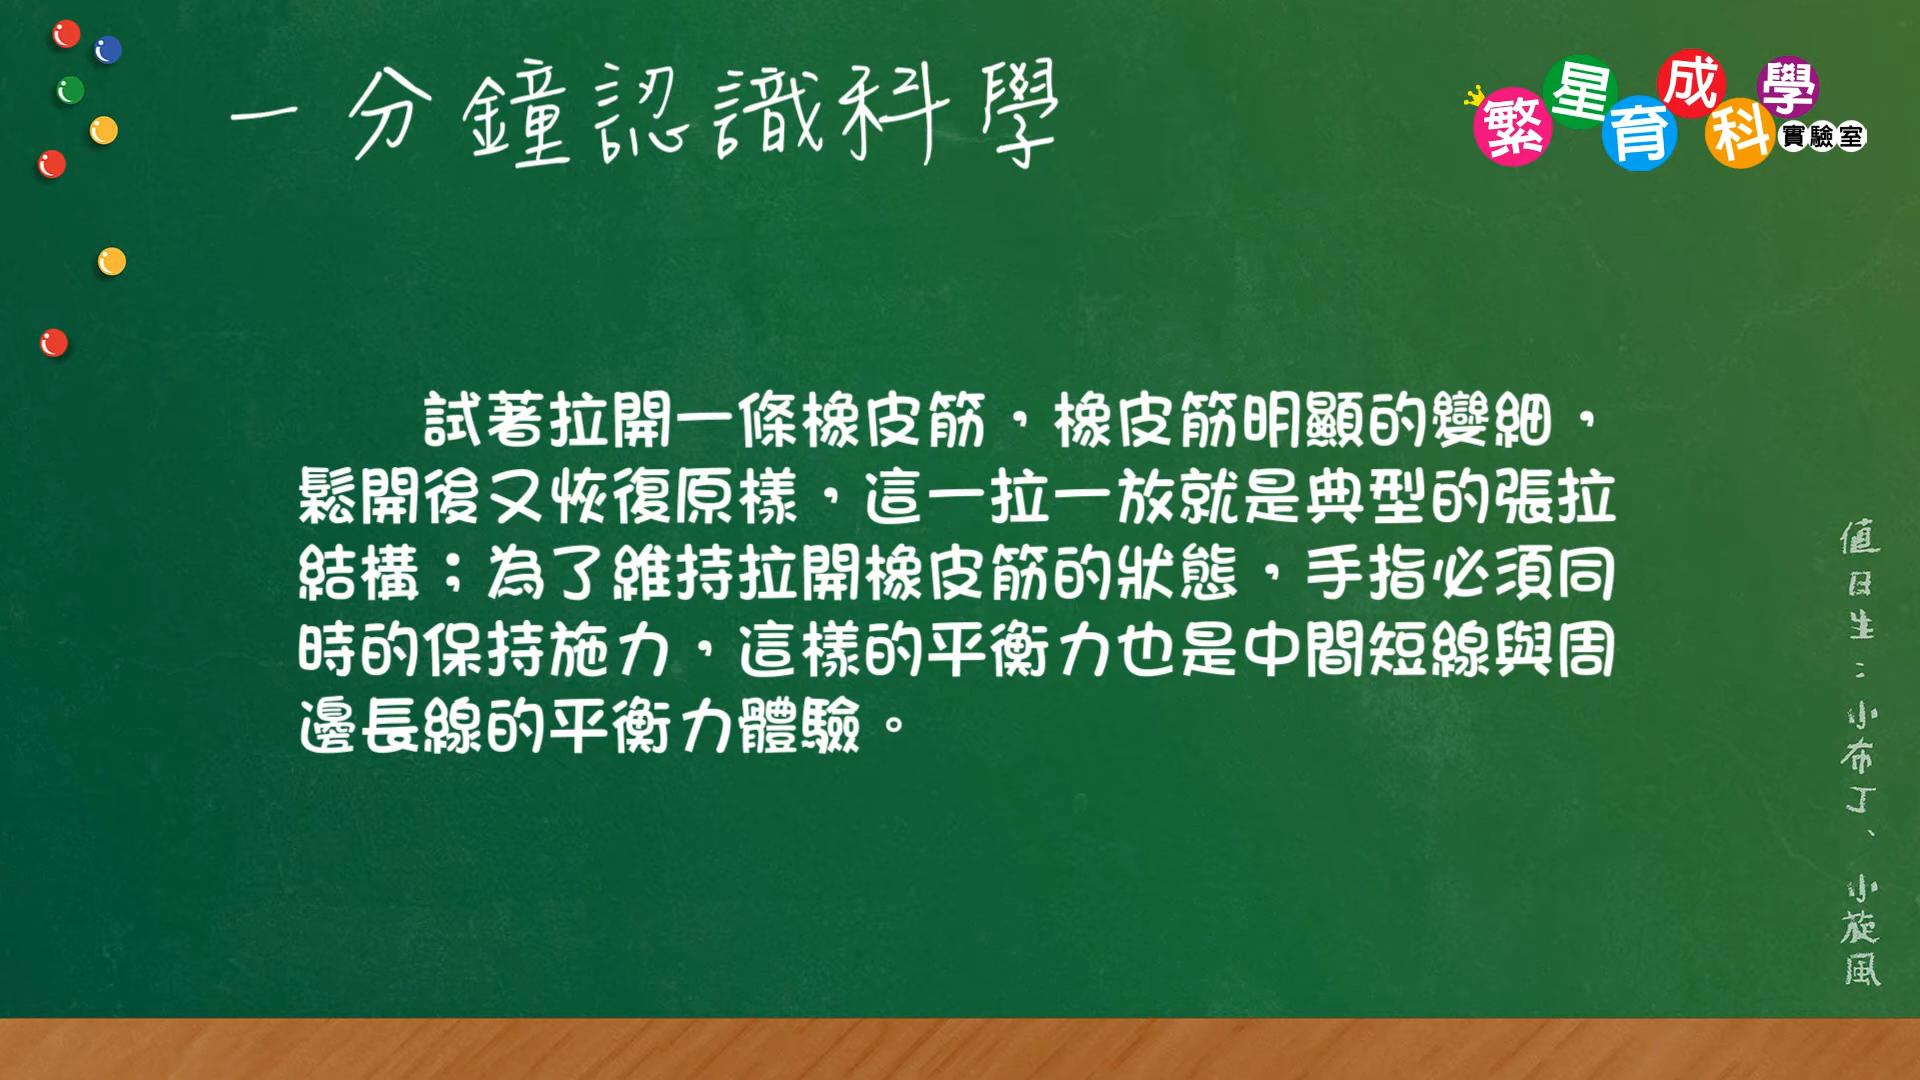 一分鐘認識科學
繁星育成科學實驗室
試著拉開一條橡皮筋，橡皮筋明顯的變細，
鬆開後又恢復原樣，這一拉一放就是典型的張拉
結構；為了維持拉開橡皮筋的狀態，手指必須同
時的保持施力，這樣的平衡力也是中間短線與周
邊長線的平衡力體驗。
值日生：小布丁、小旋風